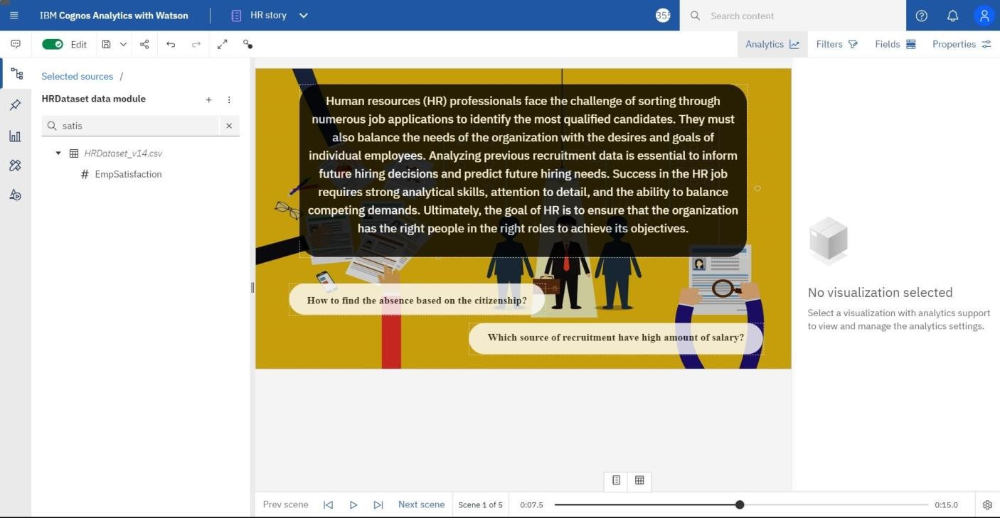 IBM Cognos Analytics with Watson
HR story
355
Search content
Edit
Analytics
Filters
Fields
Properties
Selected sources /
HRDataset data module
satis
HRDataset_v14.csv
# EmpSatisfaction
Human resources (HR) professionals face the challenge of sorting through
numerous job applications to identify the most qualified candidates. They must
also balance the needs of the organization with the desires and goals of
individual employees. Analyzing previous recruitment data is essential to inform
future hiring decisions and predict future hiring needs. Success in the HR job
requires strong analytical skills, attention to detail, and the ability to balance
competing demands. Ultimately, the goal of HR is to ensure that the organization
has the right people in the right roles to achieve its objectives.
How to find the absence based on the citizenship?
Which source of recruitment have high amount of salary?
No visualization selected
Select a visualization with analytics support
to view and manage the analytics settings.
Prev scene
Next scene
Scene 1 of 5
0:07.5
0:15.0